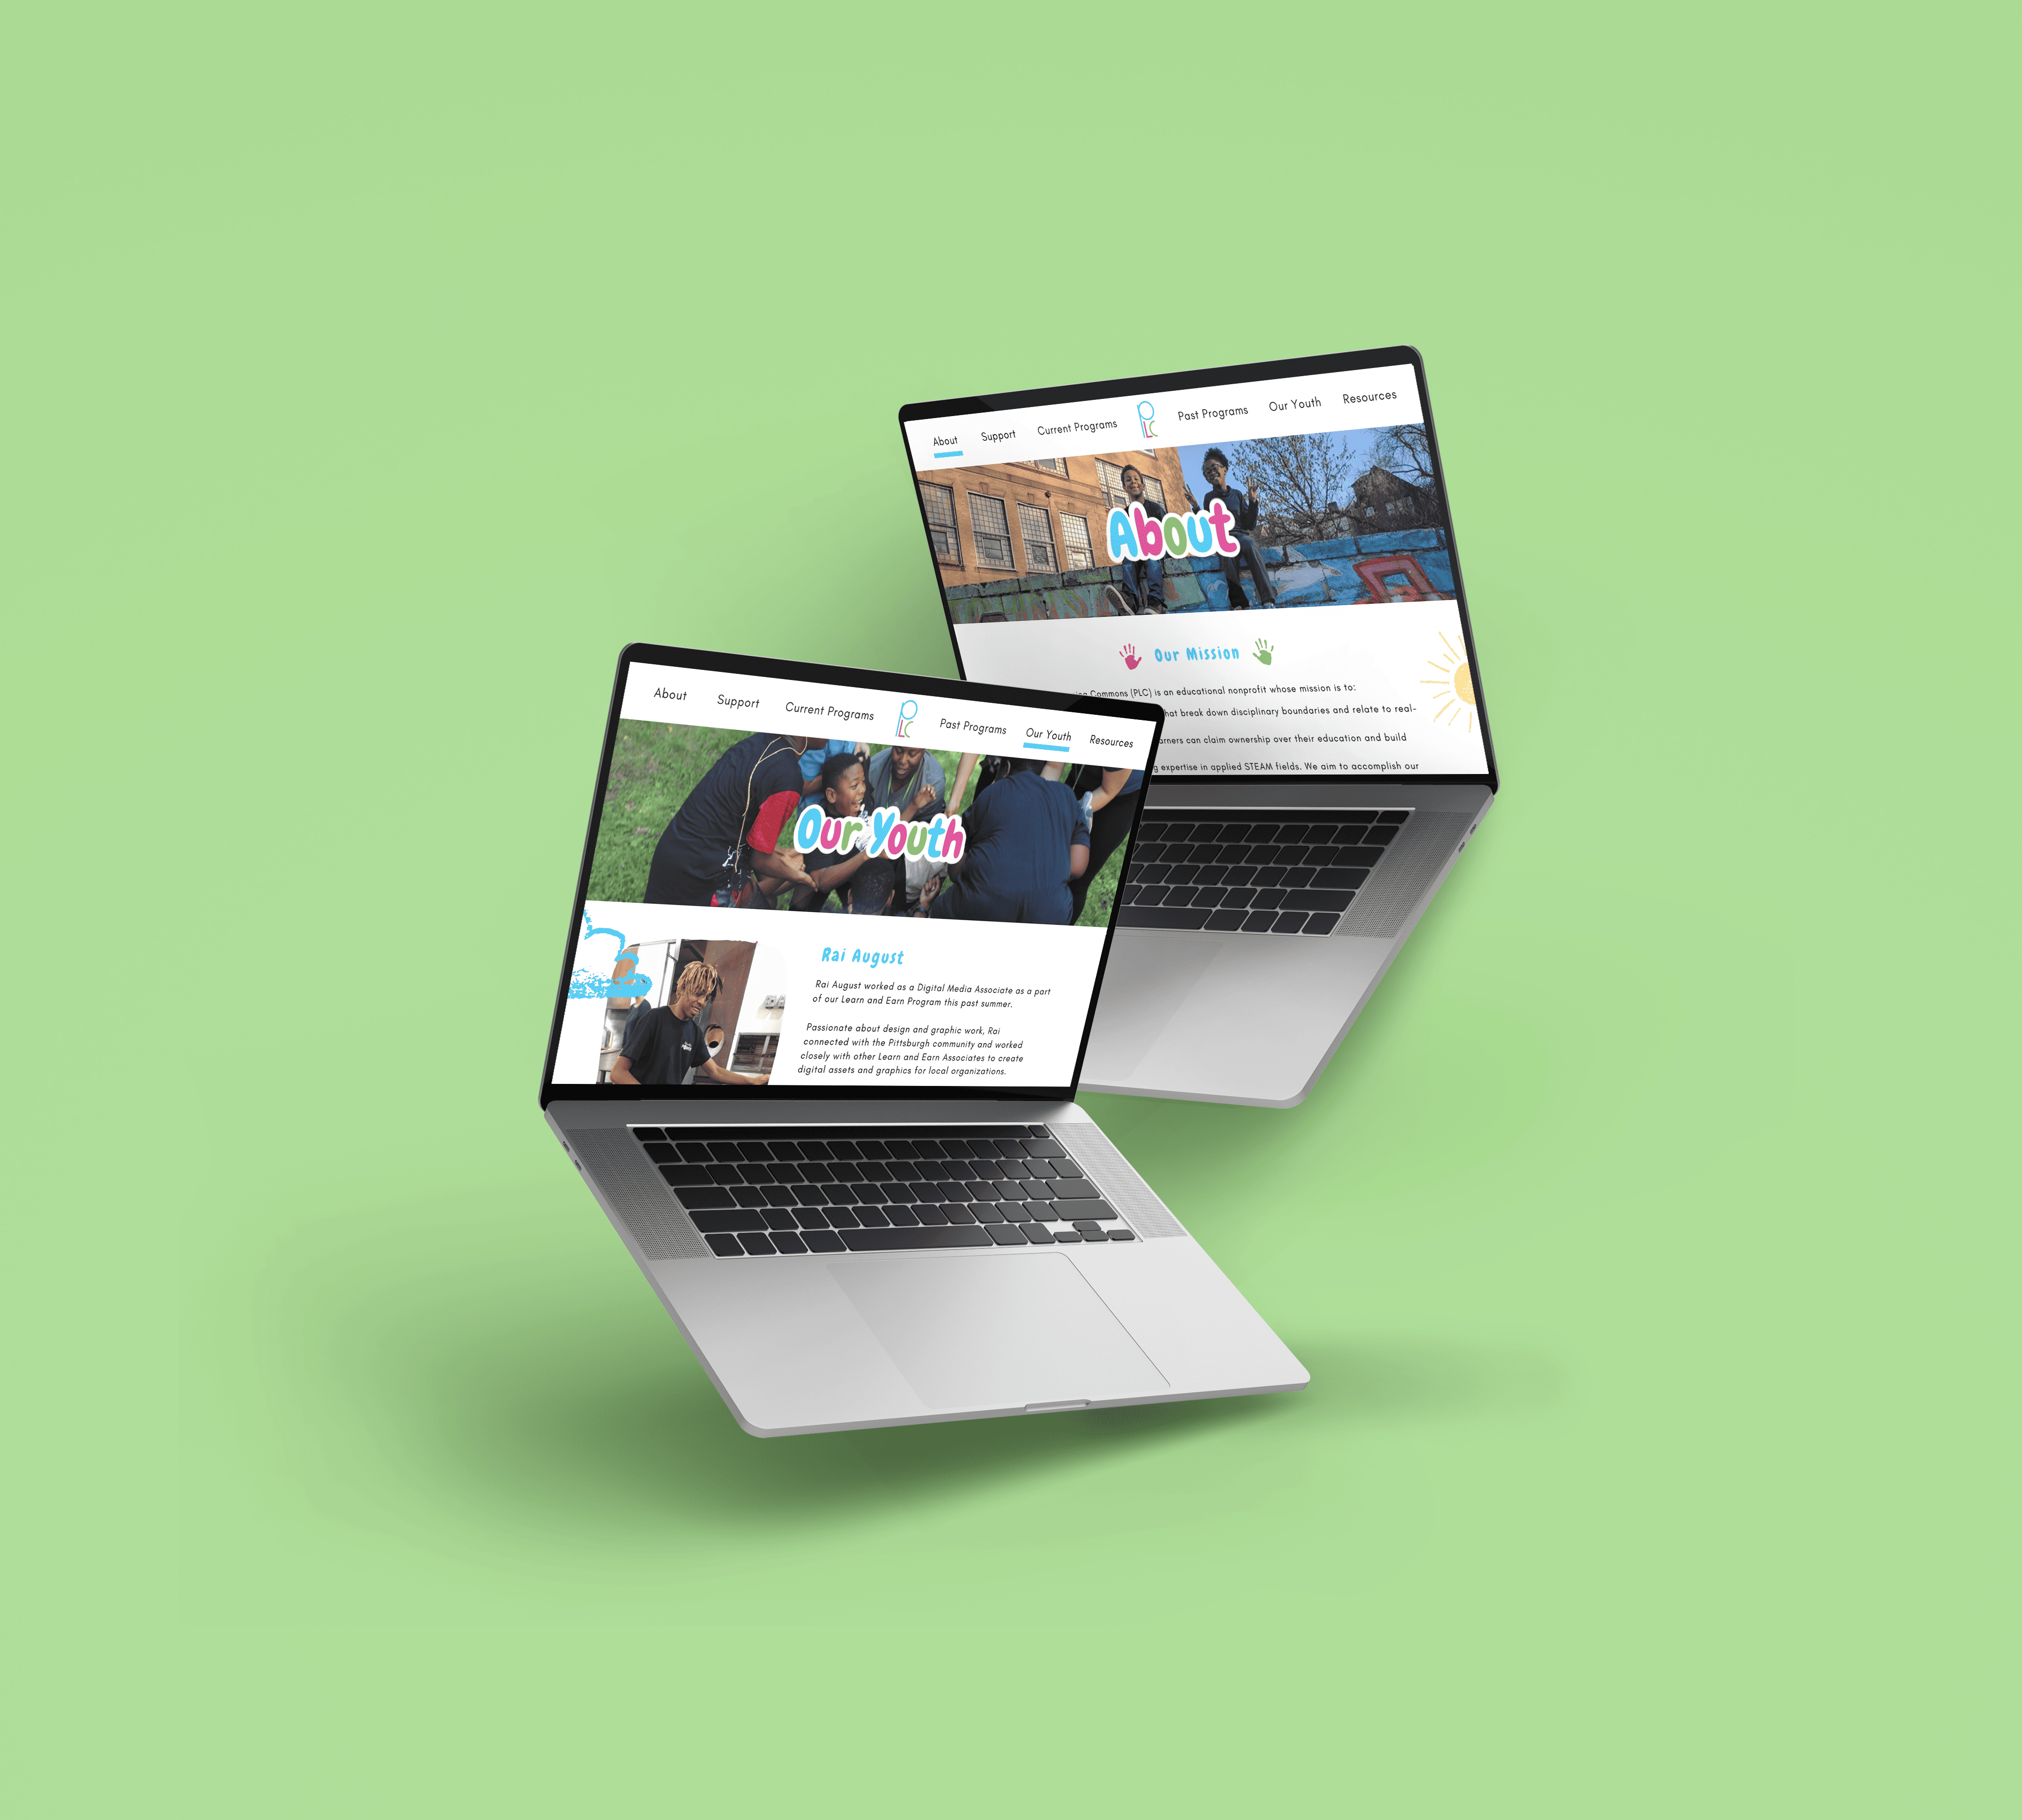 About Support Current Programs PLC Past Programs Our Youth Resources
About
Our Mission
Commons (PLC) is an educational nonprofit whose mission is to:
that break down disciplinary boundaries and relate to real-
can claim ownership over their education and build
expertise in applied STEAM fields. We aim to accomplish our
About Support Current Programs PLC Past Programs Our Youth Resources
Our Youth
Rai August
Rai August worked as a Digital Media Associate as a part
of our Learn and Earn Program this past summer.
Passionate about design and graphic work, Rai
connected with the Pittsburgh community and worked
closely with other Learn and Earn Associates to create
digital assets and graphics for local organizations.